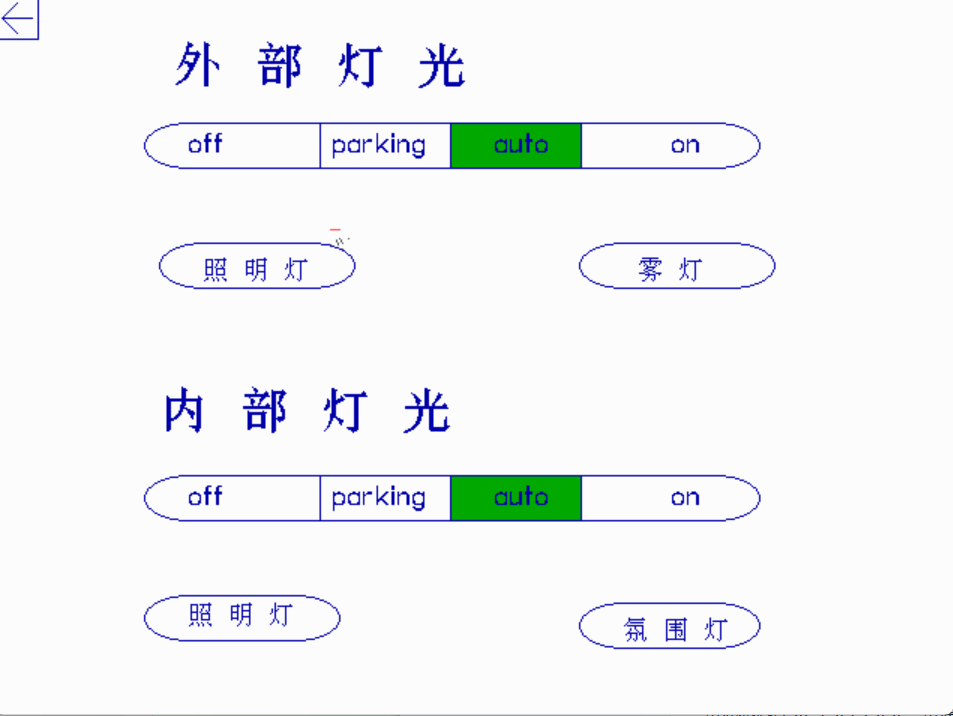 外部灯光
off parking auto on
照明灯 雾灯
内部灯光
off parking auto on
照明灯 氛围灯